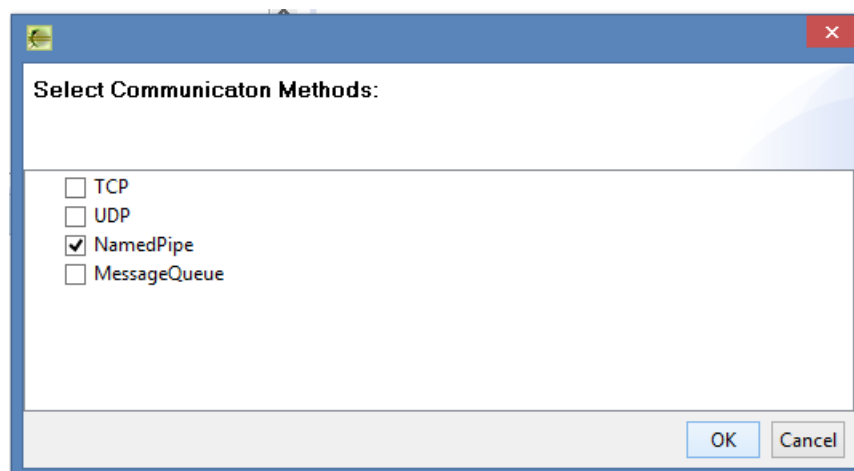 Select Communicaton Methods:
TCP
UDP
NamedPipe
MessageQueue
OK Cancel